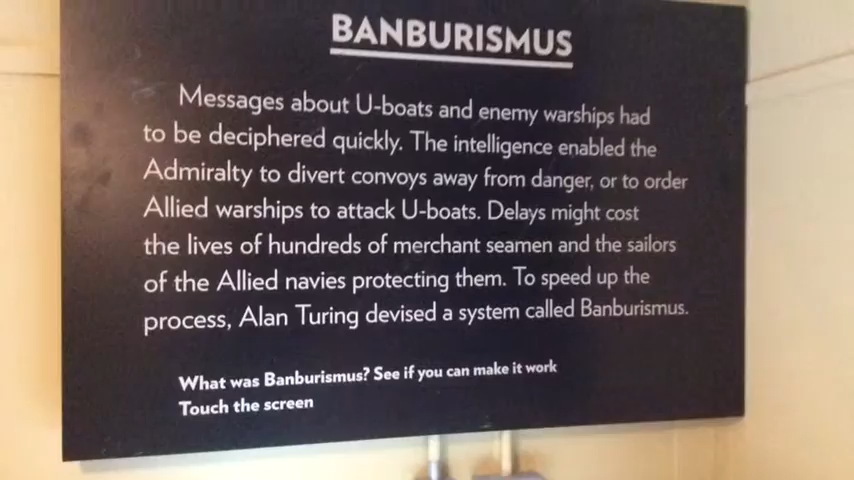 BANBURISMUS
Messages about U-boats and enemy warships had
to be deciphered quickly. The intelligence enabled the
Admiralty to divert convoys away from danger, or to order
Allied warships to attack U-boats. Delays might cost
the lives of hundreds of merchant seamen and the sailors
of the Allied navies protecting them. To speed up the
process, Alan Turing devised a system called Banburismus.
What was Banburismus? See if you can make it work
Touch the screen